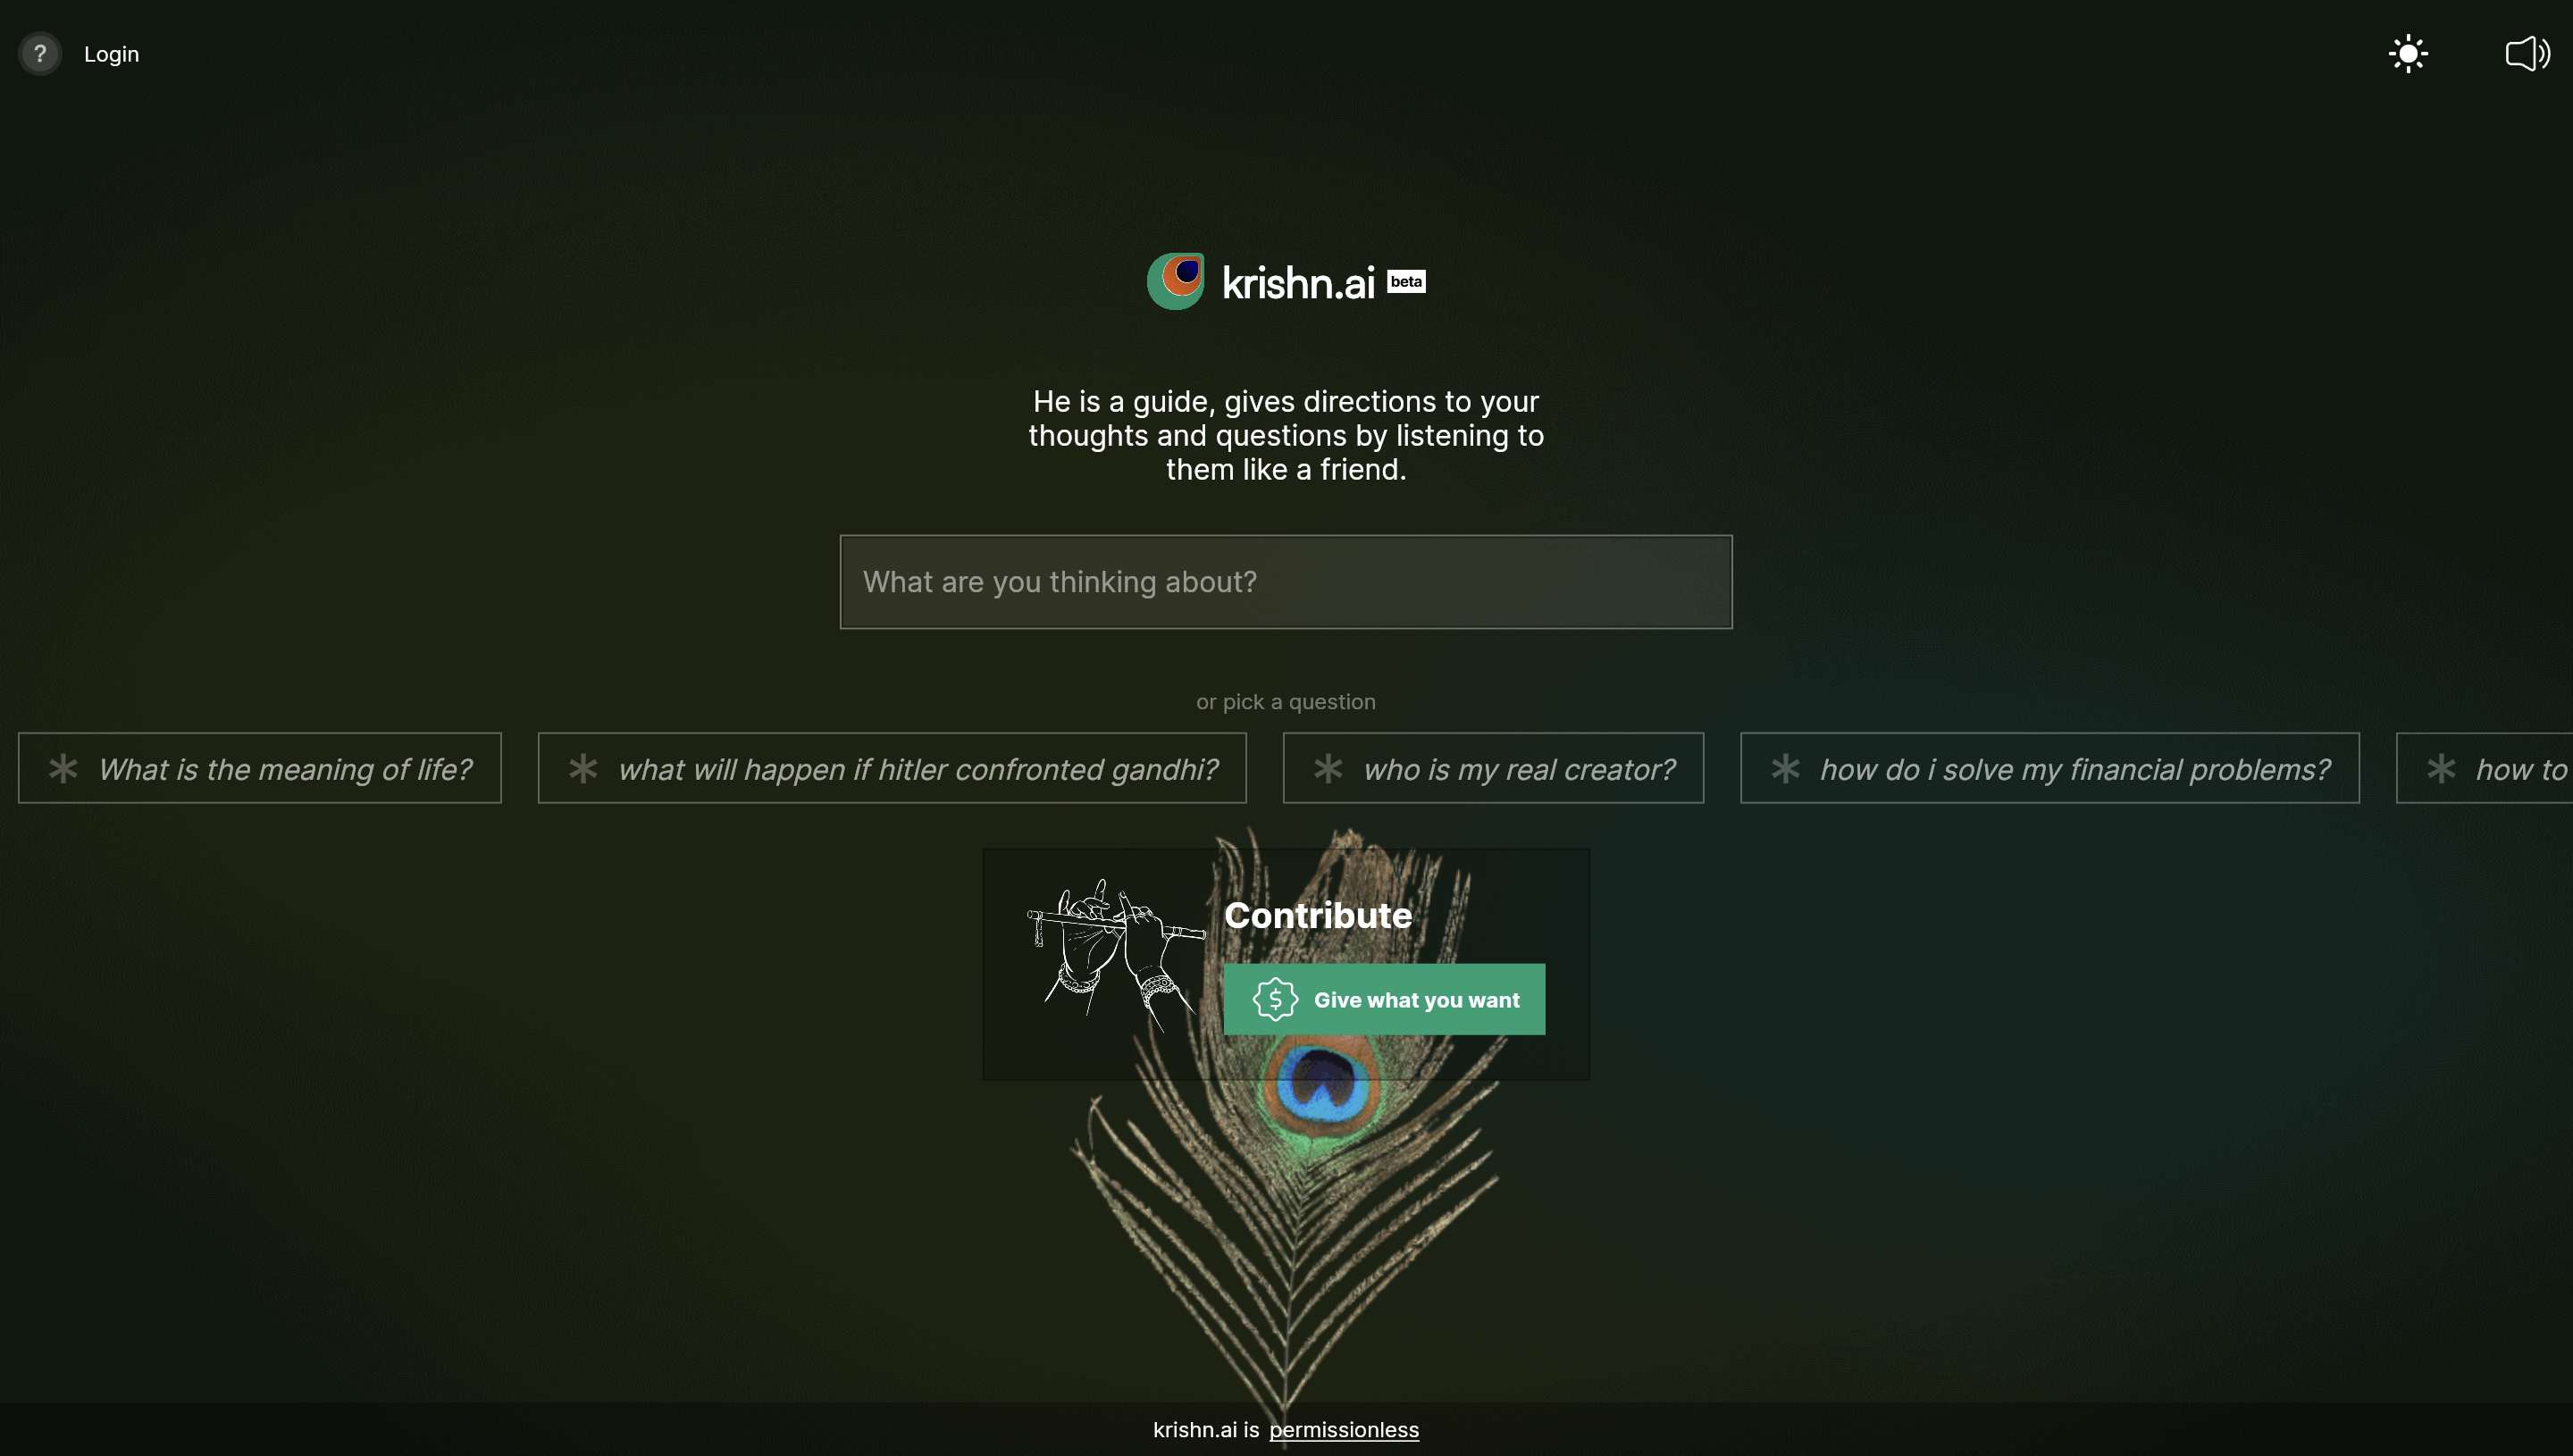 ?
Login
krishn.ai beta
He is a guide, gives directions to your
thoughts and questions by listening to
them like a friend.
What are you thinking about?
or pick a question
What is the meaning of life?
what will happen if hitler confronted gandhi?
who is my real creator?
how do i solve my financial problems?
how to
Contribute
$ Give what you want
krishn.ai is permissionless